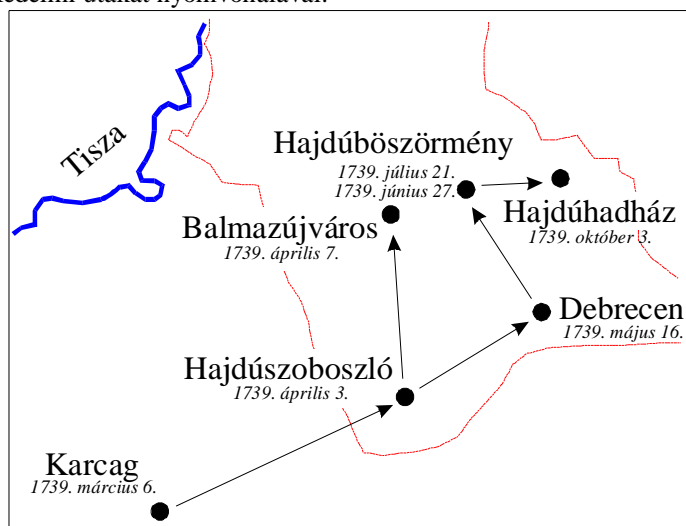 Tisza
Hajdúböszörmény
1739. július 21.
1739. június 27.
Hajdúhadház
1739. október 3.
Balmazújváros
1739. április 7.
Debrecen
1739. május 16.
Hajdúszoboszló
1739. április 3.
Karcag
1739. március 6.